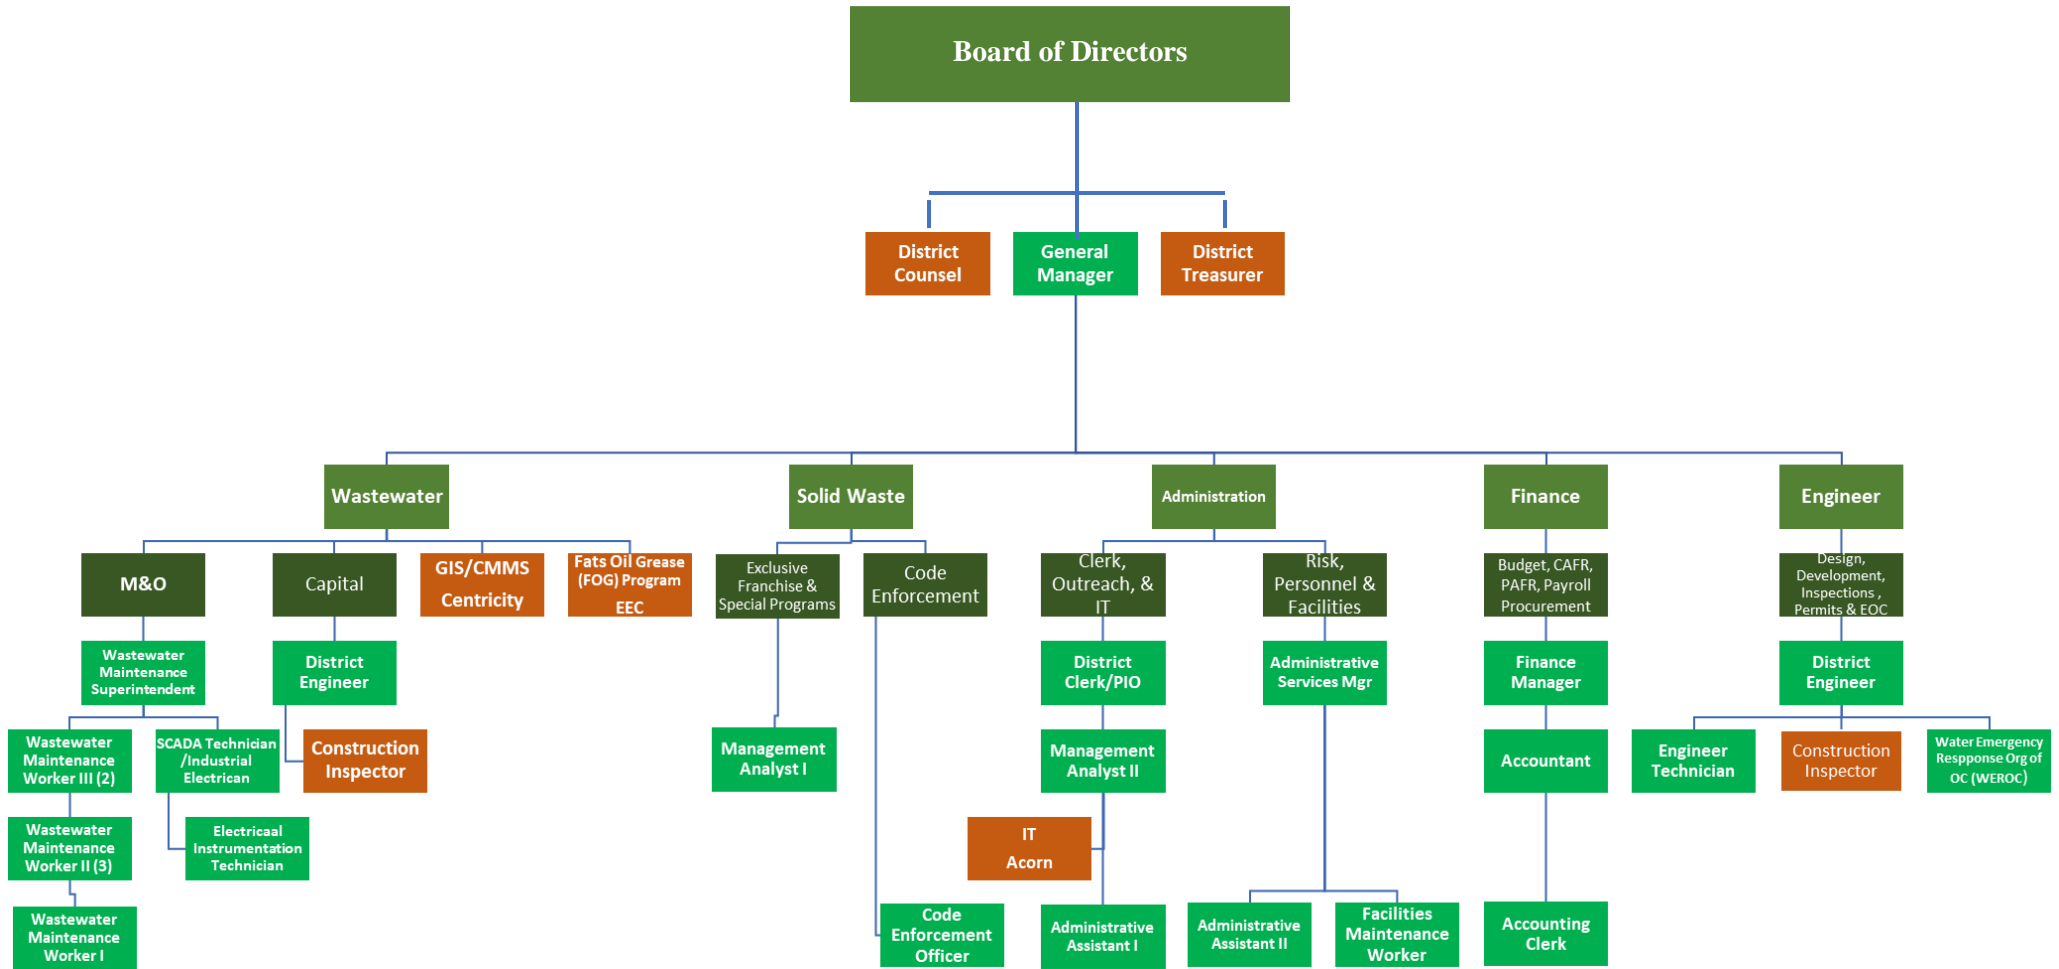 Board of Directors
District
Counsel
General
Manager
District
Treasurer
Wastewater
Solid Waste
Administration
Finance
Engineer
M&O
Capital
GIS/CMMS
Centricity
Fats Oil Grease
(FOG) Program
EEC
Exclusive
Franchise &
Special Programs
Code
Enforcement
Clerk,
Outreach, &
IT
Risk,
Personnel &
Facilities
Budget, CAFR,
PAFR, Payroll
Procurement
Design,
Development,
Inspections ,
Permits & EOC
Wastewater
Maintenance
Superintendent
District
Engineer
District
Clerk/PIO
Administrative
Services Mgr
Finance
Manager
District
Engineer
Wastewater
Maintenance
Worker III (2)
SCADA Technician
/Industrial
Electrican
Construction
Inspector
Management
Analyst I
Management
Analyst II
Accountant
Engineer
Technician
Construction
Inspector
Water Emergency
Respponse Org of
OC (WEROC)
Wastewater
Maintenance
Worker II (3)
Electricaal
Instrumentation
Technician
IT
Acorn
Wastewater
Maintenance
Worker I
Code
Enforcement
Officer
Administrative
Assistant I
Administrative
Assistant II
Facilities
Maintenance
Worker
Accounting
Clerk